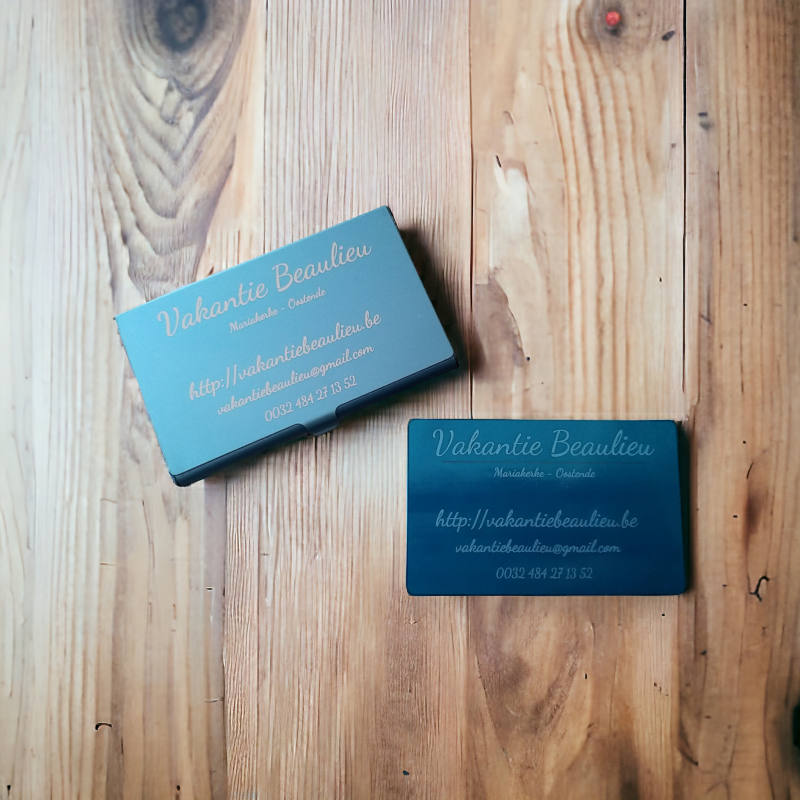 Vakantie Beaulieu
Mariakerke - Oostende
http://vakantiebeaulieu.be
vakantiebeaulieu@gmail.com
0032 484 27 13 52
Vakantie Beaulieu
Mariakerke - Oostende
http://vakantiebeaulieu.be
vakantiebeaulieu@gmail.com
0032 484 27 13 52